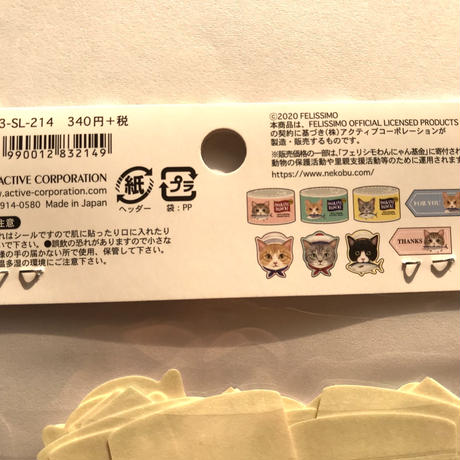 3-SL-214 340円+税
990012 832149
ACTIVE CORPORATION
w.active-corporation.com
914-0580 Made in Japan
紙
ヘッダー
プラ
袋:PP
注意
れはシールですので肌に貼ったり口に入れたり
いでください。●誤飲の恐れがありますので小さな
様の手の届かない所で使用、保管して下さい。
温多湿の環境にご注意下さい。
©2020 FELISSIMO
本商品は、FELISSIMO OFFICIAL LICENSED PRODUCTS
の契約に基づき(株)アクティブコーポレーションが
製造・販売するものです。
※販売価格の一部は、「フェリシモわんにゃん基金」に寄付され
動物の保護活動や里親支援活動等のために運用されます
https://www.nekobu.com/
FOR YOU
THANKS